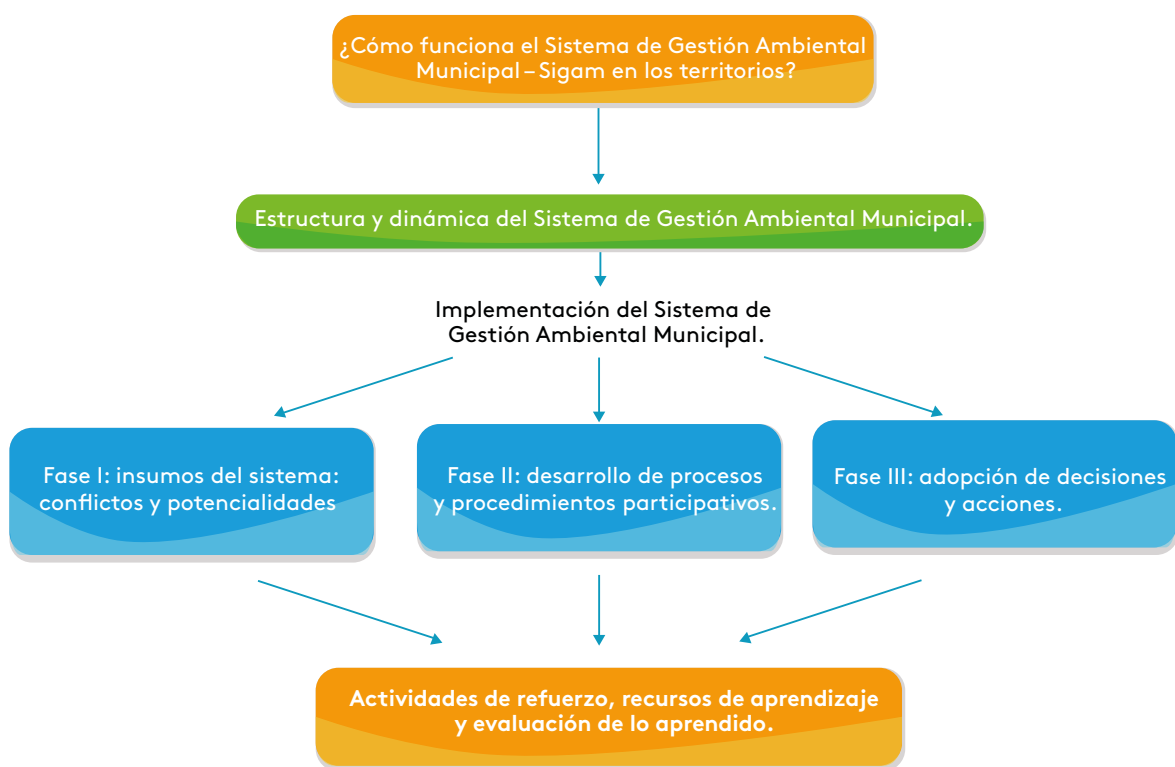 ¿Cómo funciona el Sistema de Gestión Ambiental
Municipal – Sigam en los territorios?
Estructura y dinámica del Sistema de Gestión Ambiental Municipal.
Implementación del Sistema de
Gestión Ambiental Municipal.
Fase I: insumos del sistema:
conflictos y potencialidades
Fase II: desarrollo de procesos
y procedimientos participativos.
Fase III: adopción de decisiones
y acciones.
Actividades de refuerzo, recursos de aprendizaje
y evaluación de lo aprendido.